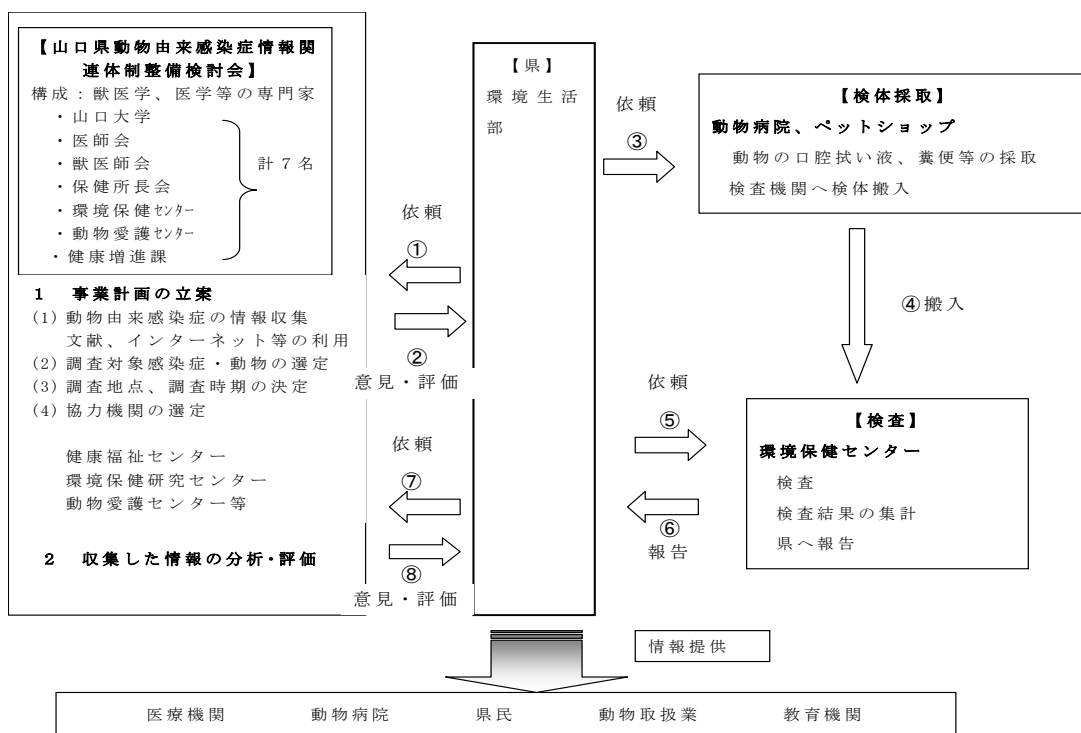 【山口県動物由来感染症情報関
連体制整備検討会】
構成：獣医学、医学等の専門家
・山口大学
・医師会
・獣医師会
・保健所長会
・環境保健センター
・動物愛護センター
・健康増進課
計７名
1 事業計画の立案
(1)動物由来感染症の情報収集
文献、インターネット等の利用
(2)調査対象感染症・動物の選定
(3)調査地点、調査時期の決定
(4)協力機関の選定
健康福祉センター
環境保健研究センター
動物愛護センター等
2 収集した情報の分析・評価
依頼
①
②
意見・評価
依頼
⑦
⑧
意見・評価
【県】
環境生活
部
依頼
③
【検体採取】
動物病院、ペットショップ
動物の口腔拭い液、糞便等の採取
検査機関へ検体搬入
④搬入
依頼
⑤
⑥
報告
【検査】
環境保健センター
検査
検査結果の集計
県へ報告
情報提供
医療機関 動物病院 県民 動物取扱業 教育機関